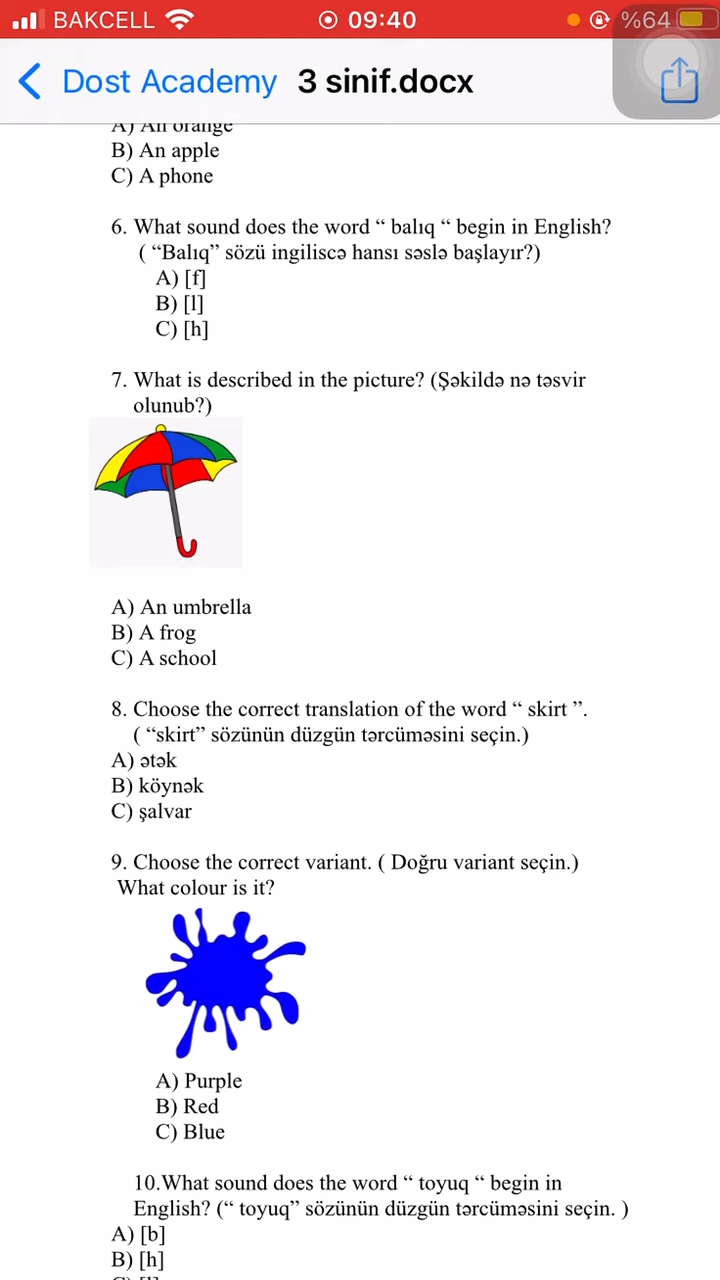 BAKCELL 09:40 %64
Dost Academy 3 sinif.docx
A) An orange
B) An apple
C) A phone
6. What sound does the word “ balıq “ begin in English?
( “Balıq” sözü ingiliscə hansı səslə başlayır?)
A) [f]
B) [l]
C) [h]
7. What is described in the picture? (Şəkildə nə təsvir
olunub?)
A) An umbrella
B) A frog
C) A school
8. Choose the correct translation of the word “ skirt ”.
( “skirt” sözünün düzgün tərcüməsini seçin.)
A) ətək
B) köynək
C) şalvar
9. Choose the correct variant. ( Doğru variant seçin.)
What colour is it?
A) Purple
B) Red
C) Blue
10.What sound does the word “ toyuq “ begin in
English? (“ toyuq” sözünün düzgün tərcüməsini seçin. )
A) [b]
B) [h]